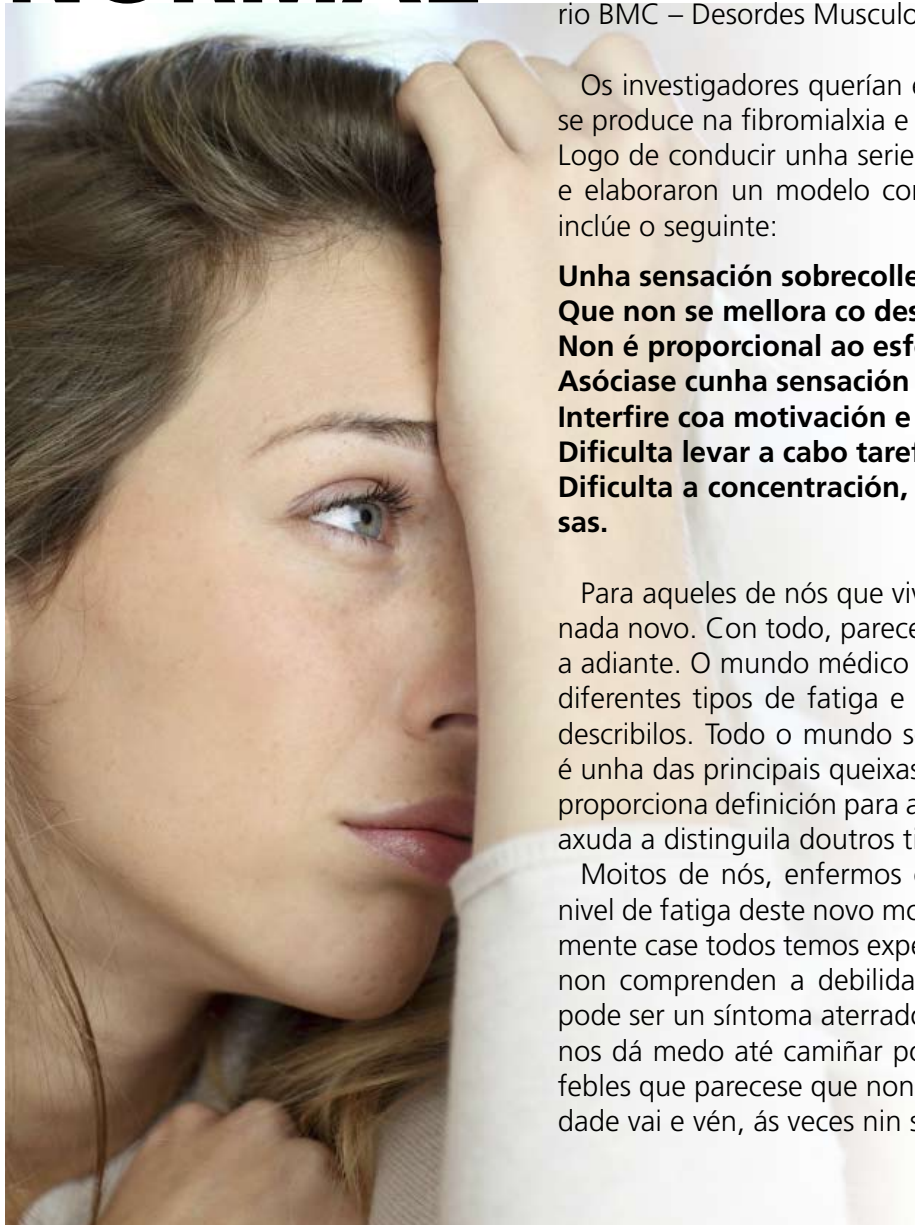 NORMAL
rio BMC – Desordes Musculo
Os investigadores querían e
se produce na fibromialxia e
Logo de conducir unha serie
e elaboraron un modelo con
inclúe o seguinte:
Unha sensación sobrecolle
Que non se mellora co des
Non é proporcional ao esf
Asóciase cunha sensación
Interfire coa motivación e
Dificulta levar a cabo taref
Dificulta a concentración,
sas.
Para aqueles de nós que viv
nada novo. Con todo, parece
a adiante. O mundo médico
diferentes tipos de fatiga e
describilos. Todo o mundo s
é unha das principais queixas
proporciona definición para a
axuda a distinguila doutros ti
Moitos de nós, enfermos
nivel de fatiga deste novo mo
mente case todos temos expe
non comprenden a debilida
pode ser un síntoma aterrado
nos dá medo até camiñar po
febles que parecese que non
dade vai e vén, ás veces nin s